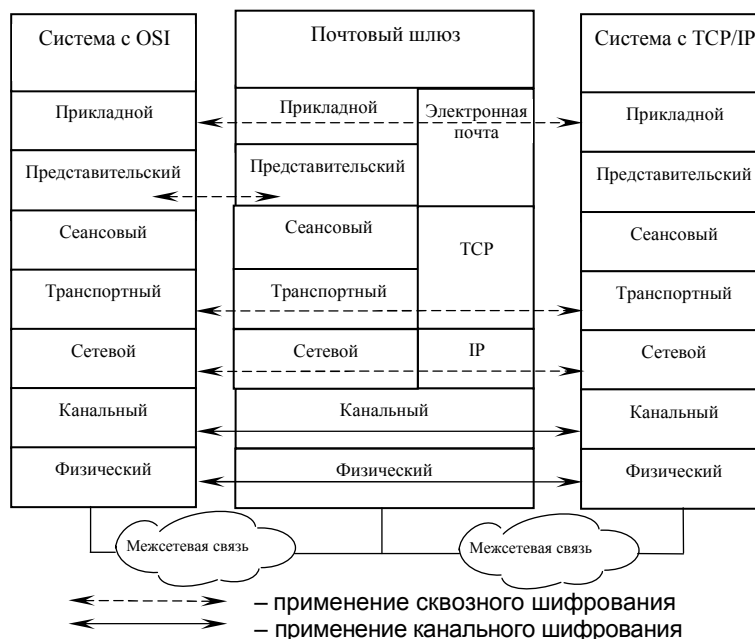 Система с OSI
Прикладной
Представительский
Сеансовый
Транспортный
Сетевой
Канальный
Физический
Почтовый шлюз
Прикладной
Представительский
Сеансовый
Транспортный
Сетевой
Электронная
почта
TCP
IP
Канальный
Физический
Система с TCP/IP
Прикладной
Представительский
Сеансовый
Транспортный
Сетевой
Канальный
Физический
Межсетевая связь
Межсетевая связь
– применение сквозного шифрования
– применение канального шифрования